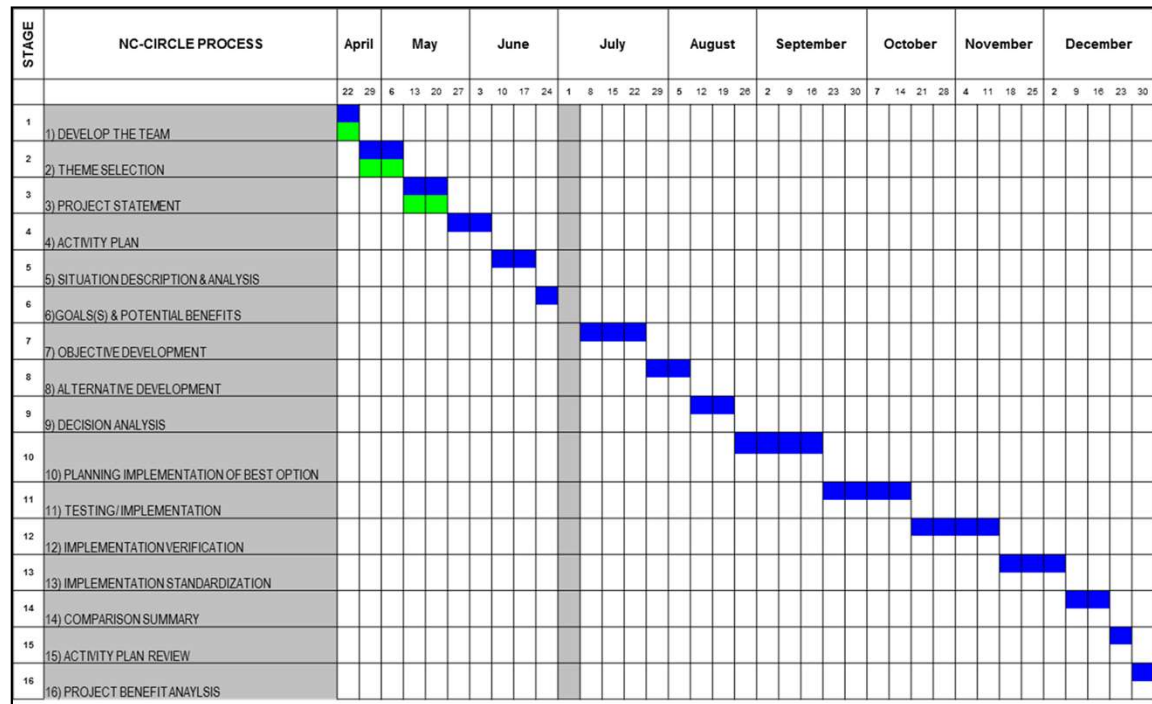 STAGE NC-CIRCLE PROCESS April May June July August September October November December
22 29 6 13 20 27 3 10 17 24 1 8 15 22 29 5 12 19 26 2 9 16 23 30 7 14 21 28 4 11 18 25 2 9 16 23 30
1
1) DEVELOP THE TEAM
2
2) THEME SELECTION
3
3) PROJECT STATEMENT
4
4) ACTIVITY PLAN
5
5) SITUATION DESCRIPTION & ANALYSIS
6
6)GOALS(S) & POTENTIAL BENEFITS
7
7) OBJECTIVE DEVELOPMENT
8
8) ALTERNATIVE DEVELOPMENT
9
9) DECISION ANALYSIS
10
10) PLANNING IMPLEMENTATION OF BEST OPTION
11
11) TESTING/IMPLEMENTATION
12
12) IMPLEMENTATION VERIFICATION
13
13) IMPLEMENTATION STANDARDIZATION
14
14) COMPARISON SUMMARY
15
15) ACTIVITY PLAN REVIEW
16
16) PROJECT BENEFIT ANAYLSIS